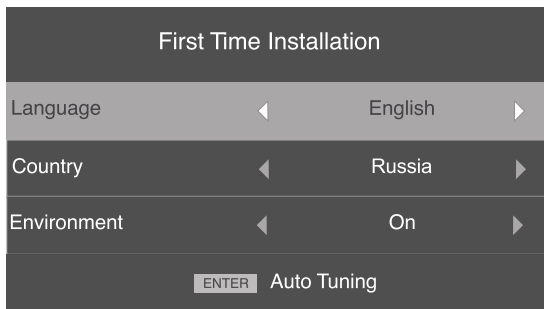 First Time Installation
Language English
Country Russia
Environment On
ENTER Auto Tuning